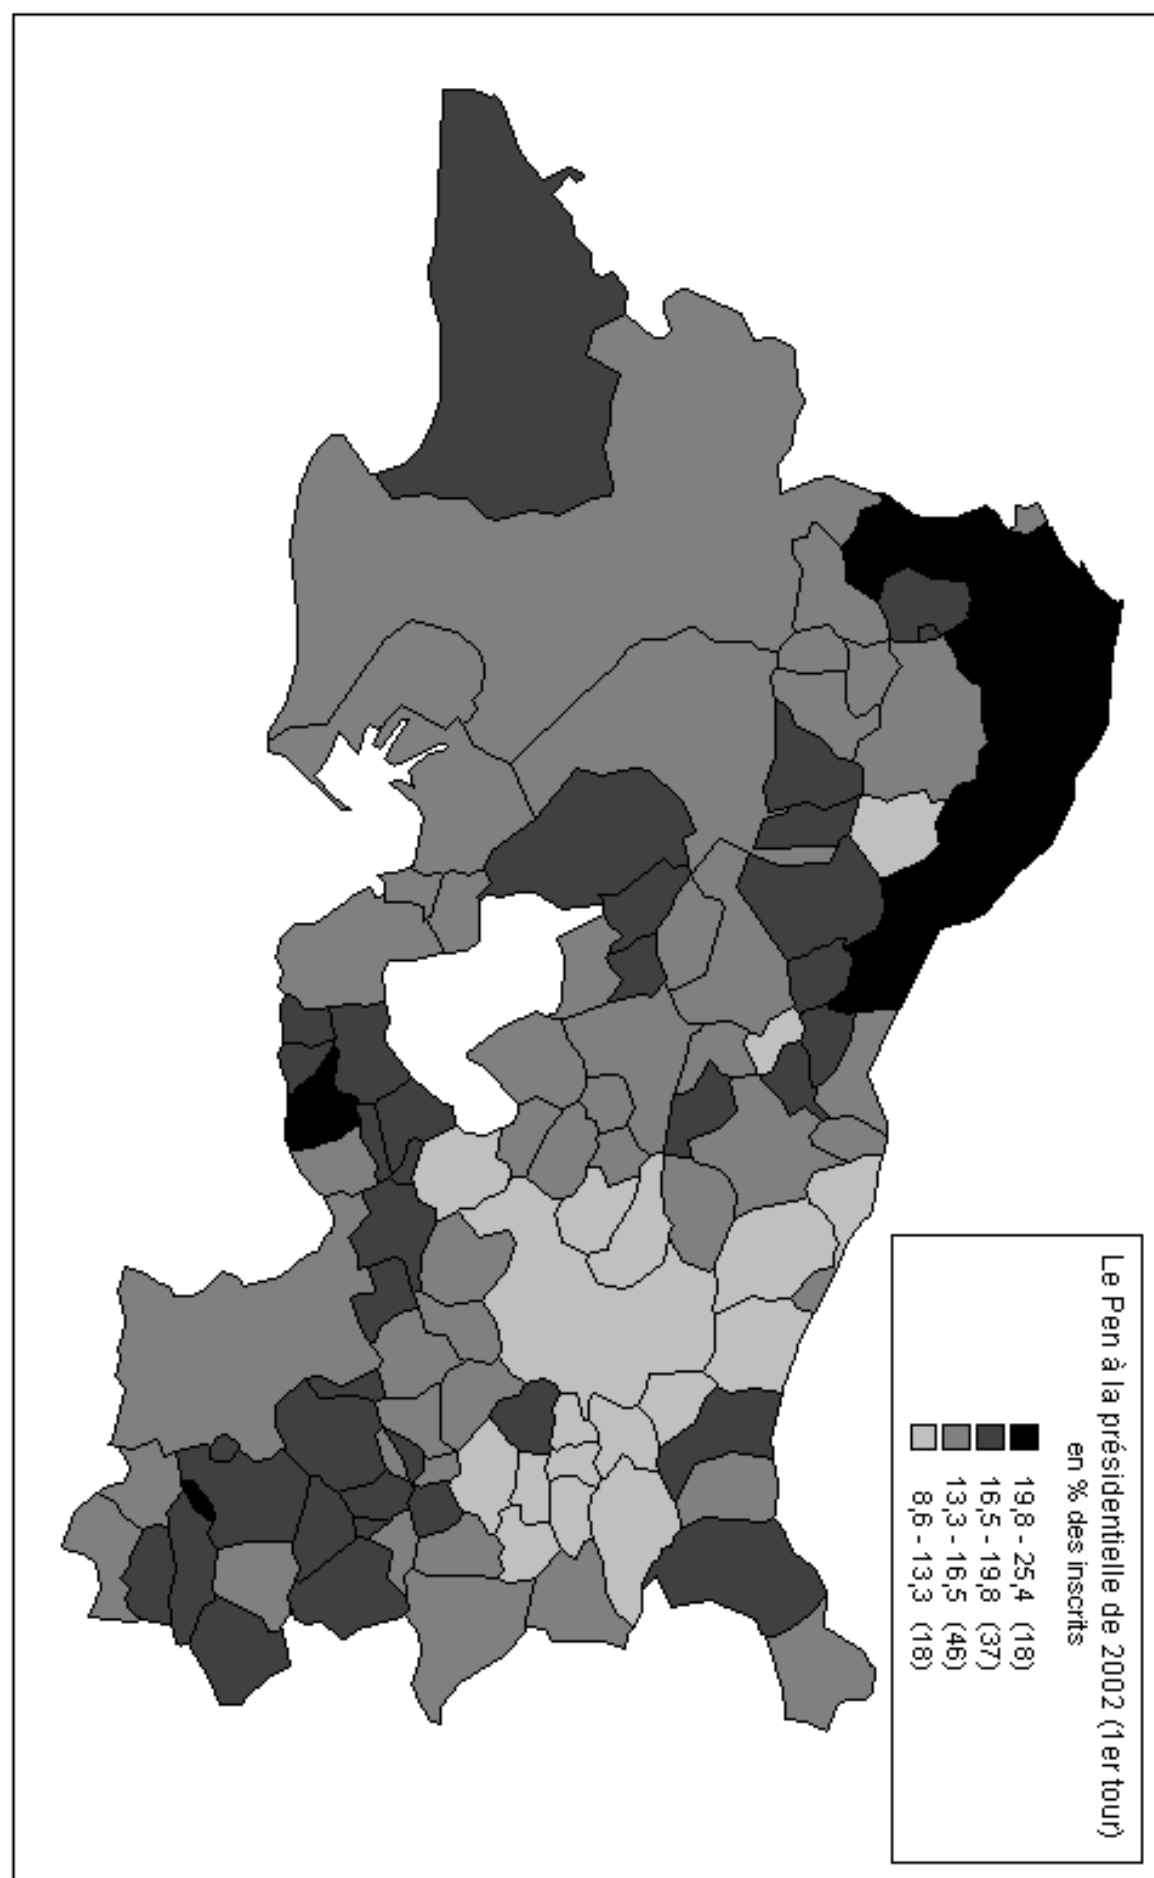 Le Pen à la présidentielle de 2002 (1er tour)
en % des inscrits
19,8 - 25,4 (18)
16,5 - 19,8 (37)
13,3 - 16,5 (46)
8,6 - 13,3 (18)